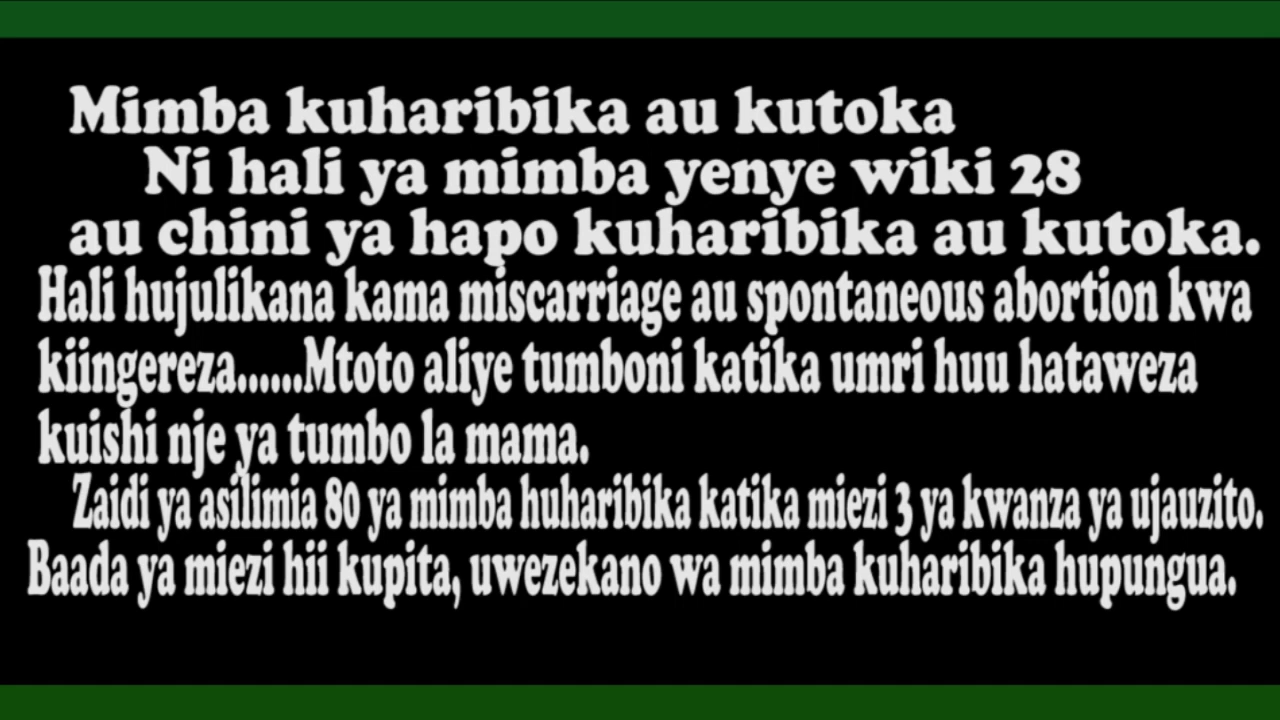 Mimba kuharibika au kutoka
Ni hali ya mimba yenye wiki 28
au chini ya hapo kuharibika au kutoka.
Hali hujulikana kama miscarriage au spontaneous abortion kwa
kiingereza......Mtoto aliye tumboni katika umri huu hataweza
kuishi nje ya tumbo la mama.
Zaidi ya asilimia 80 ya mimba huharibika katika miezi 3 ya kwanza ya ujauzito.
Baada ya miezi hii kupita, uwezekano wa mimba kuharibika hupungua.